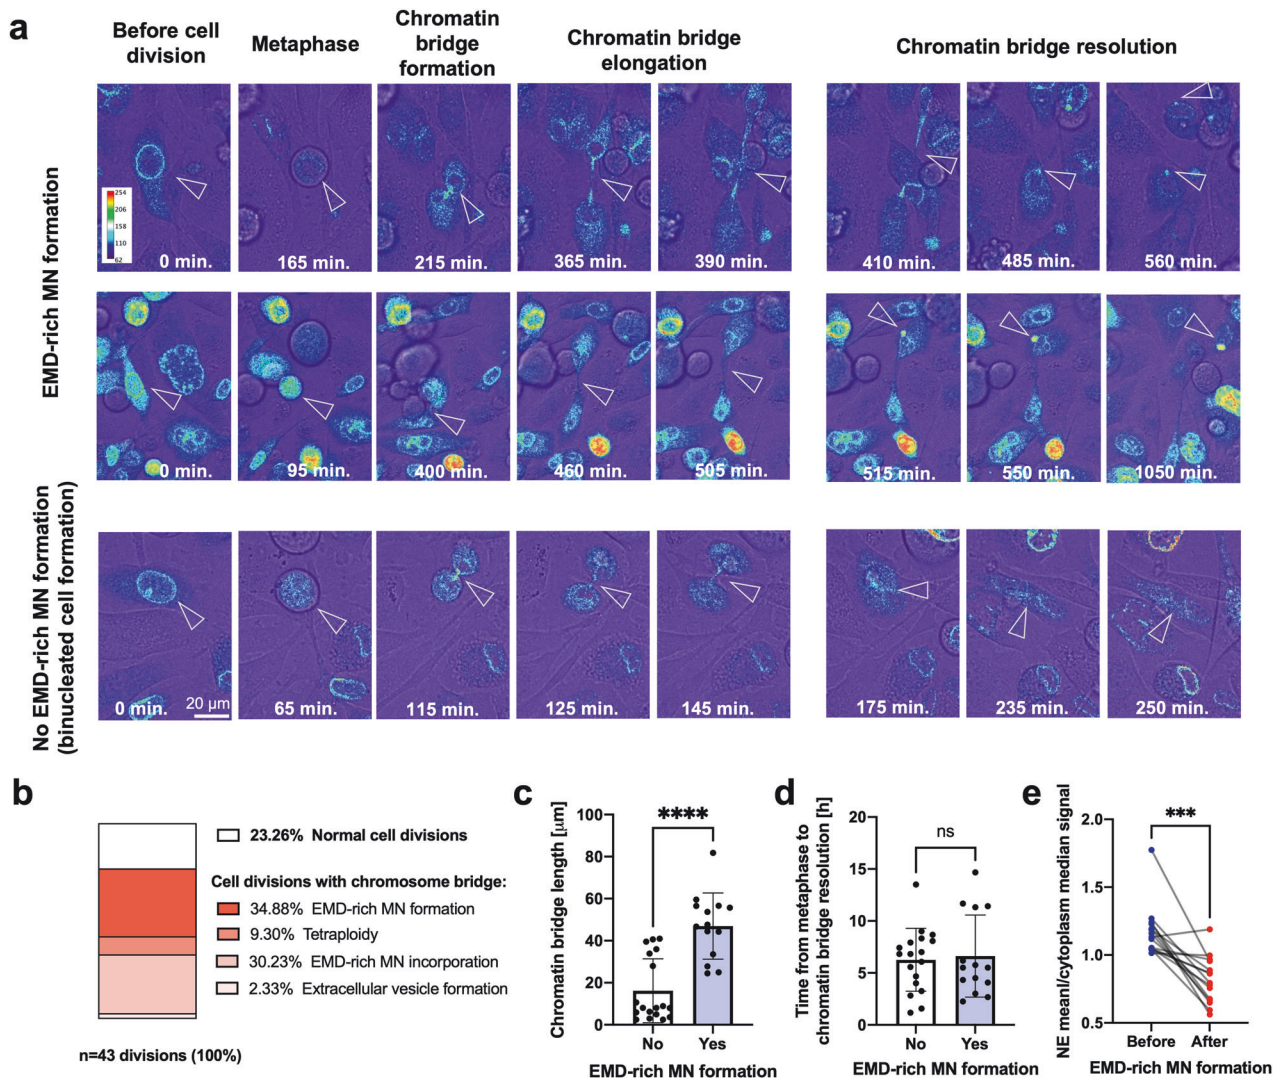 a
Before cell
division
Metaphase
Chromatin
bridge
formation
Chromatin bridge
elongation
Chromatin bridge resolution
EMD-rich MN formation
254
206
158
110
62
0 min.
165 min.
215 min.
365 min.
390 min.
410 min.
485 min.
560 min.
0 min.
95 min.
400 min.
460 min.
505 min.
515 min.
550 min.
1050 min.
No EMD-rich MN formation
(binucleated cell formation)
0 min.
20 µm
65 min.
115 min.
125 min.
145 min.
175 min.
235 min.
250 min.
b
23.26% Normal cell divisions
Cell divisions with chromosome bridge:
34.88% EMD-rich MN formation
9.30% Tetraploidy
30.23% EMD-rich MN incorporation
2.33% Extracellular vesicle formation
n=43 divisions (100%)
c
Chromatin bridge length [µm]
100
80
60
40
20
0
****
No
Yes
EMD-rich MN formation
d
Time from metaphase to
chromatin bridge resolution [h]
20
15
10
5
0
ns
No
Yes
EMD-rich MN formation
e
NE meanl/cytoplasm median signal
2.0
1.5
1.0
0.5
***
Before
After
EMD-rich MN formation